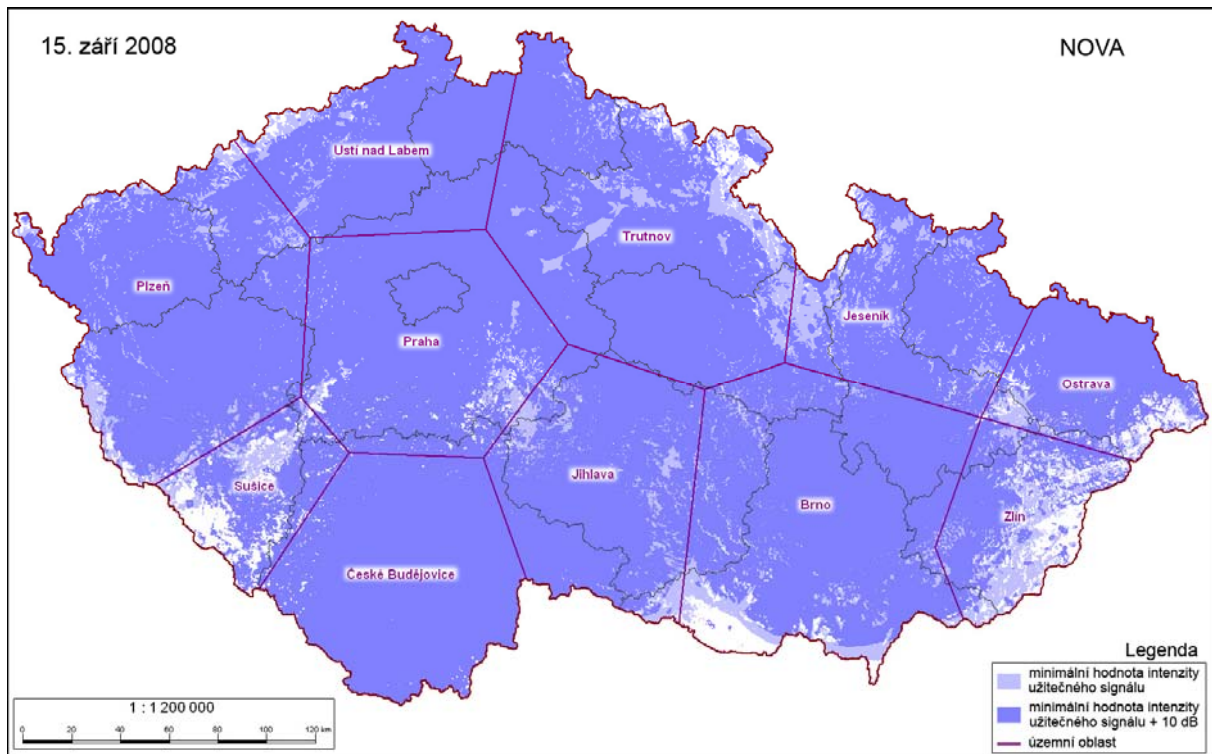 15. září 2008
NOVA
Ústí nad Labem
Trutnov
Plzeň
Jeseník
Praha
Ostrava
Sušice
Jihlava
Brno
Zlín
České Budějovice
Legenda
minimální hodnota intenzity
užitečného signálu
minimální hodnota intenzity
užitečného signálu + 10 dB
územní oblast
1 : 1 200 000
0 20 40 60 80 100 120 km